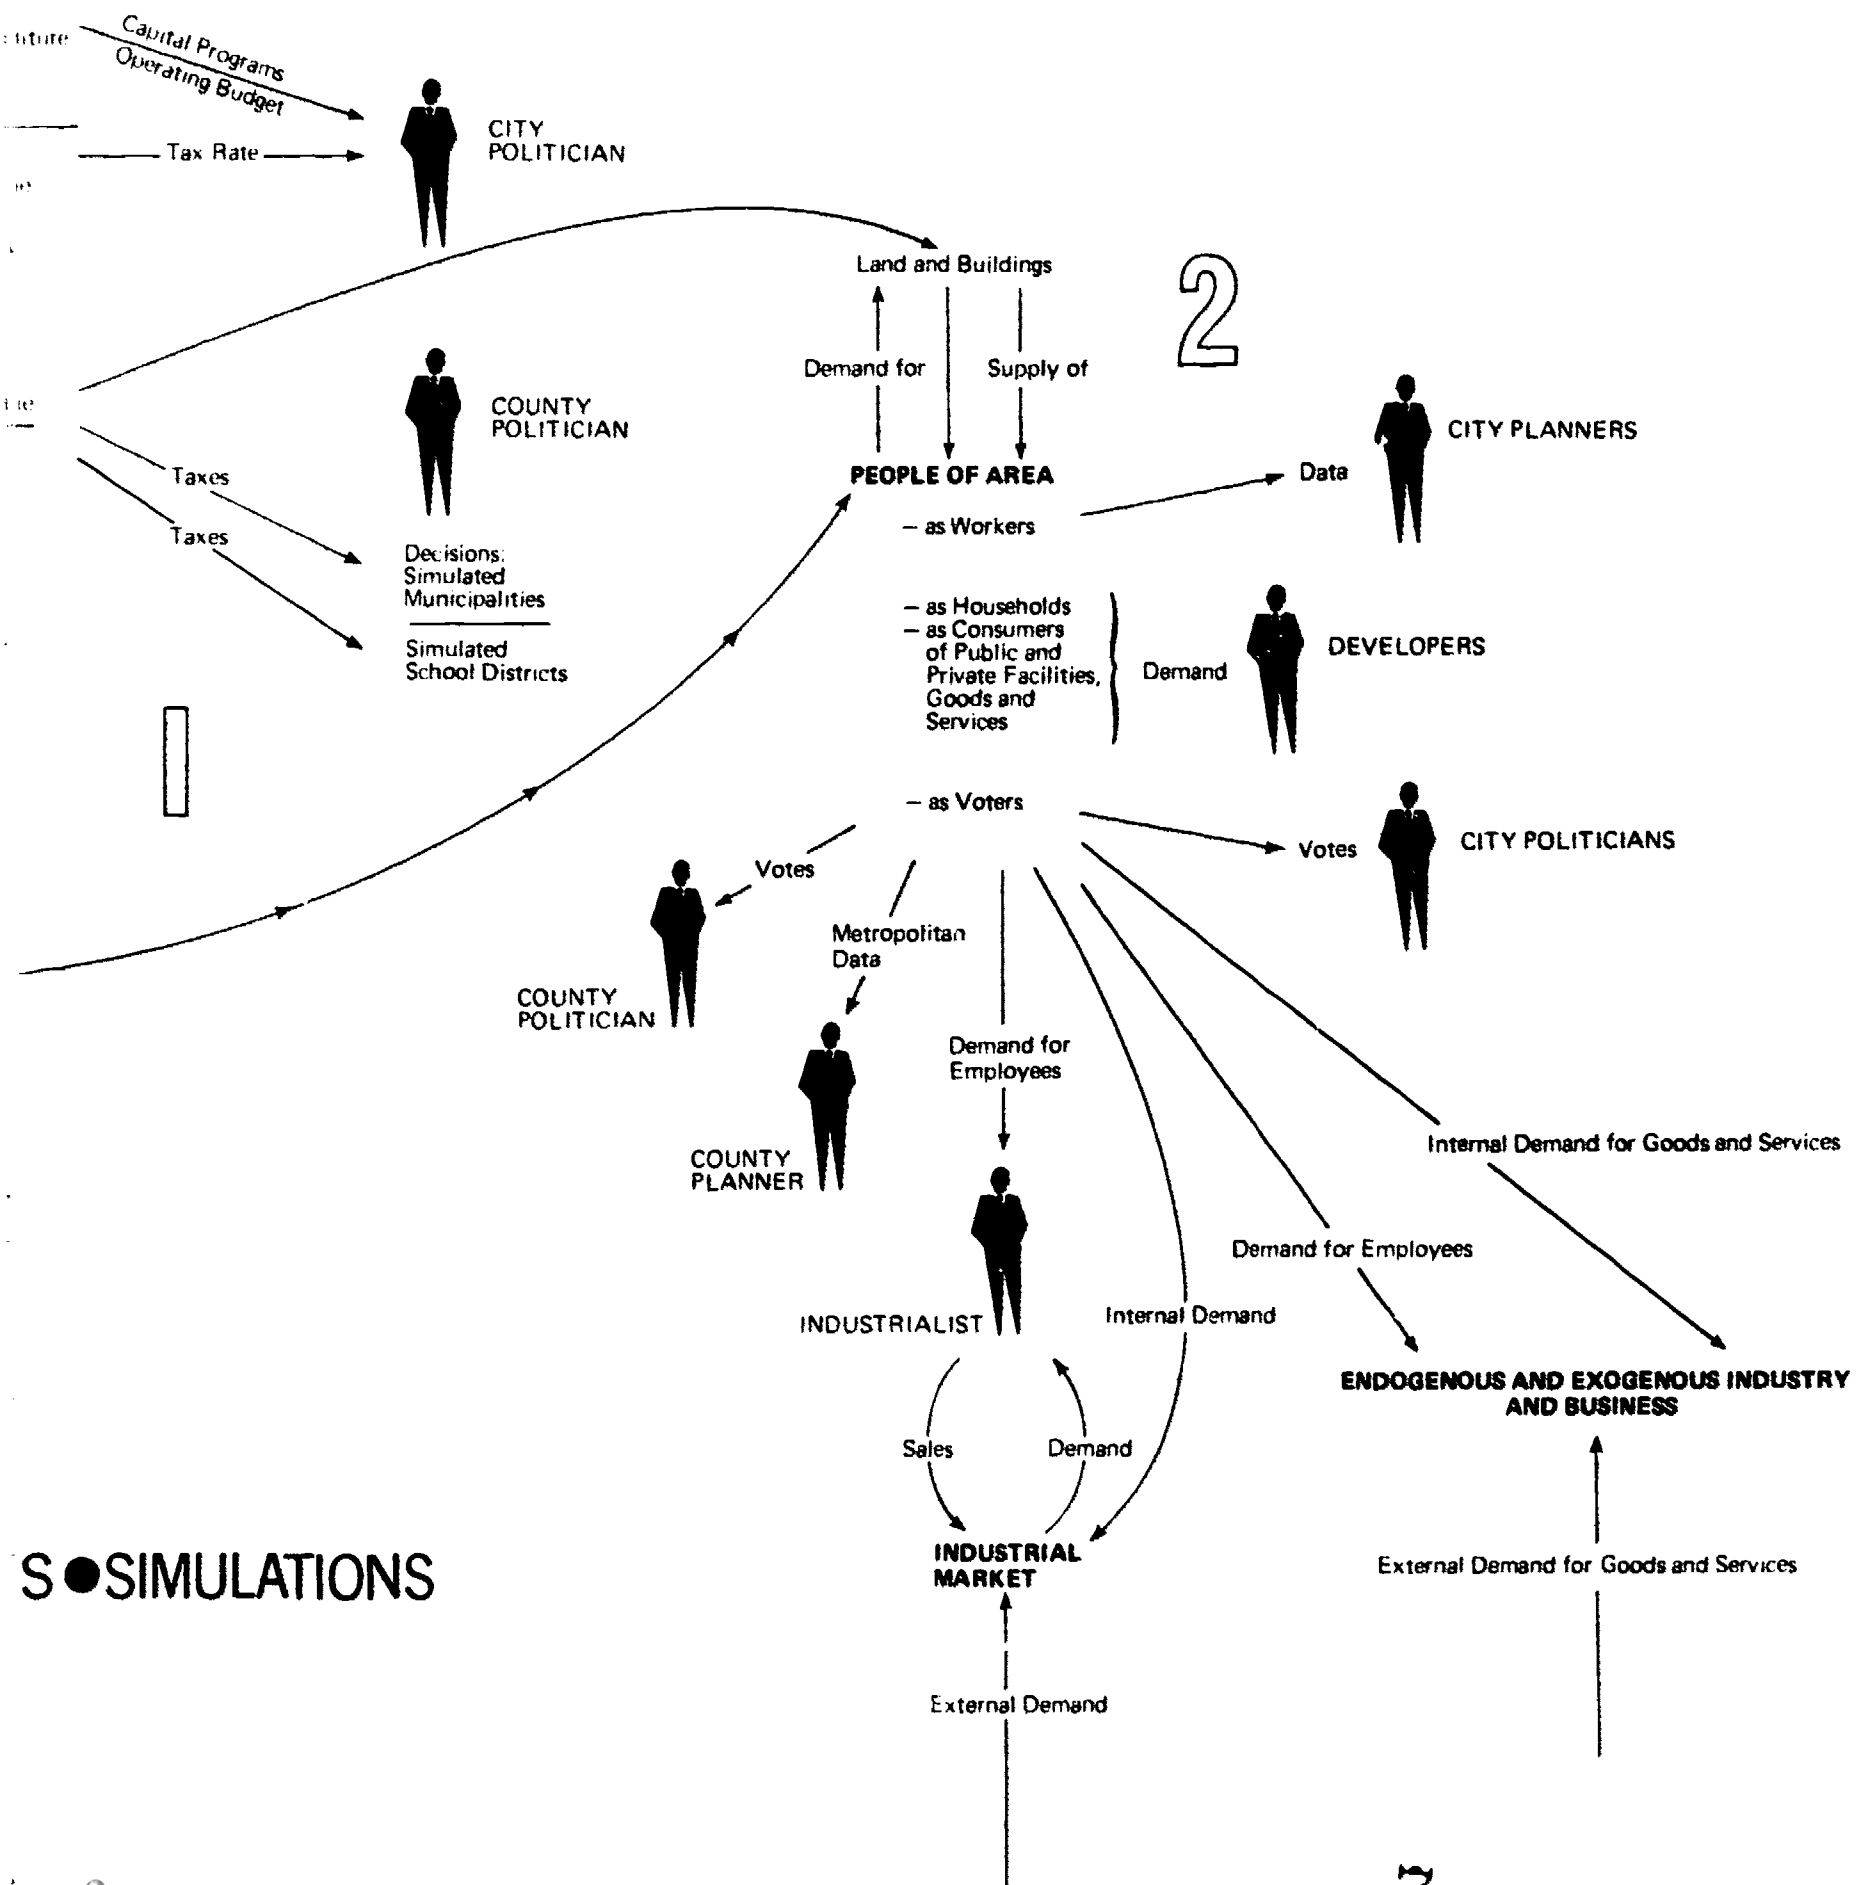 Capital Programs
Operating Budget
CITY
POLITICIAN
Tax Rate
Land and Buildings
2
Demand for
Supply of
COUNTY
POLITICIAN
CITY PLANNERS
Data
PEOPLE OF AREA
Taxes
– as Workers
Taxes
Decisions:
Simulated
Municipalities
Simulated
School Districts
– as Households
– as Consumers
of Public and
Private Facilities,
Goods and
Services
Demand
DEVELOPERS
– as Voters
Votes
CITY POLITICIANS
Votes
Metropolitan
Data
COUNTY
POLITICIAN
Demand for
Employees
COUNTY
PLANNER
Internal Demand for Goods and Services
Demand for Employees
INDUSTRIALIST
Internal Demand
ENDOGENOUS AND EXOGENOUS INDUSTRY
AND BUSINESS
Sales
Demand
INDUSTRIAL
MARKET
External Demand for Goods and Services
S●SIMULATIONS
External Demand